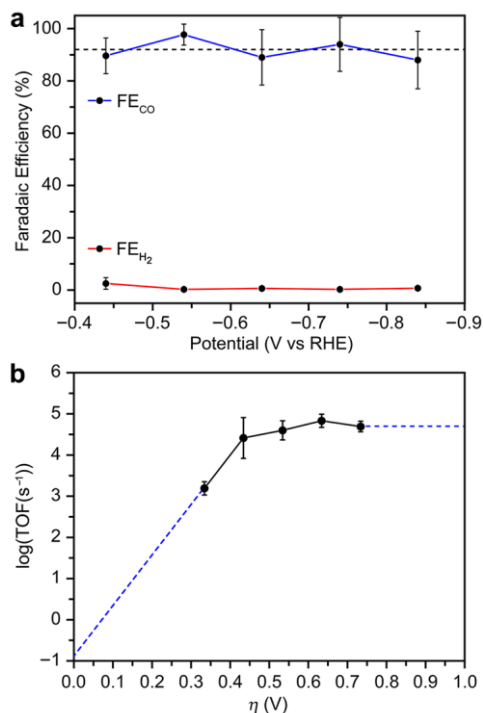 a
100
80
60
40
20
0
Faradaic Efficiency (%)
FE_CO
FE_H₂
−0.4 −0.5 −0.6 −0.7 −0.8 −0.9
Potential (V vs RHE)
b
6
5
4
3
2
1
0
−1
log(TOF(s⁻¹))
0.0 0.1 0.2 0.3 0.4 0.5 0.6 0.7 0.8 0.9 1.0
η (V)